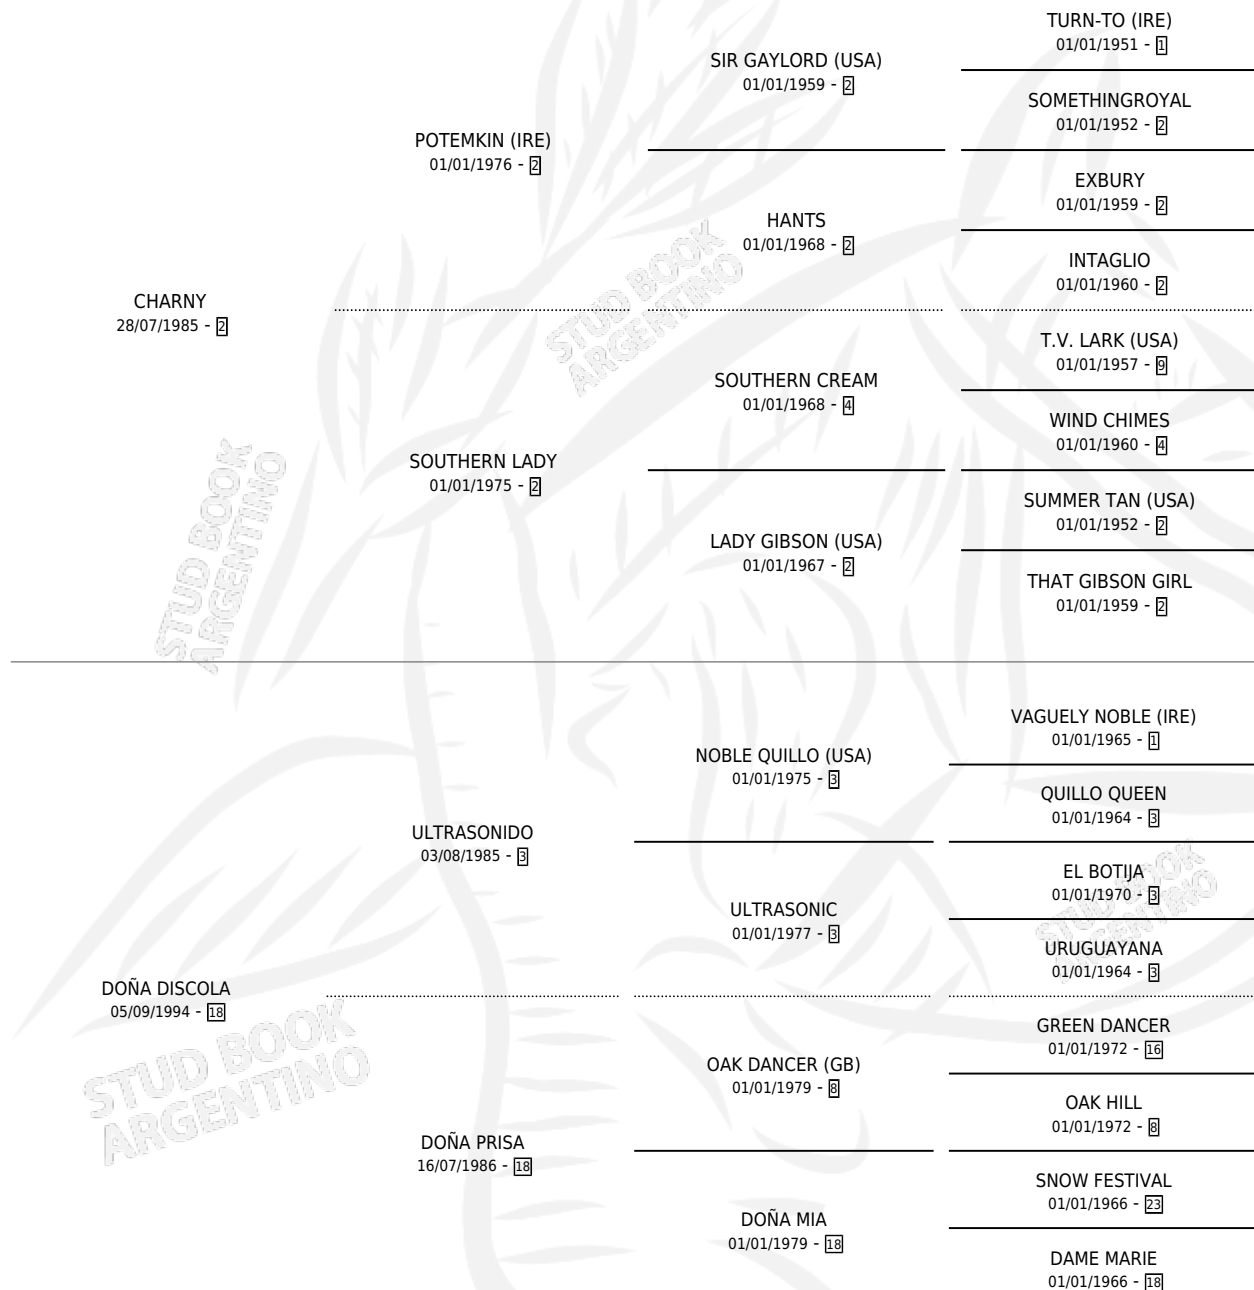 TURN-TO (IRE)
01/01/1951 - 1
SIR GAYLORD (USA)
01/01/1959 - 2
SOMETHINGROYAL
01/01/1952 - 2
POTEMKIN (IRE)
01/01/1976 - 2
EXBURY
01/01/1959 - 2
HANTS
01/01/1968 - 2
INTAGLIO
01/01/1960 - 2
CHARNY
28/07/1985 - 2
T.V. LARK (USA)
01/01/1957 - 9
SOUTHERN CREAM
01/01/1968 - 4
WIND CHIMES
01/01/1960 - 4
SOUTHERN LADY
01/01/1975 - 2
SUMMER TAN (USA)
01/01/1952 - 2
LADY GIBSON (USA)
01/01/1967 - 2
THAT GIBSON GIRL
01/01/1959 - 2
VAGUELY NOBLE (IRE)
01/01/1965 - 1
NOBLE QUILLO (USA)
01/01/1975 - 3
QUILLO QUEEN
01/01/1964 - 3
ULTRASONIDO
03/08/1985 - 3
EL BOTIJA
01/01/1970 - 3
ULTRASONIC
01/01/1977 - 3
URUGUAYANA
01/01/1964 - 3
DOÑA DISCOLA
05/09/1994 - 18
GREEN DANCER
01/01/1972 - 16
OAK DANCER (GB)
01/01/1979 - 8
OAK HILL
01/01/1972 - 8
DOÑA PRISA
16/07/1986 - 18
SNOW FESTIVAL
01/01/1966 - 23
DOÑA MIA
01/01/1979 - 18
DAME MARIE
01/01/1966 - 18
STUD BOOK
ARGENTINO
STUD BOOK
ARGENTINO
STUD BOOK
ARGENTINO
STUD BOOK
ARGENTINO